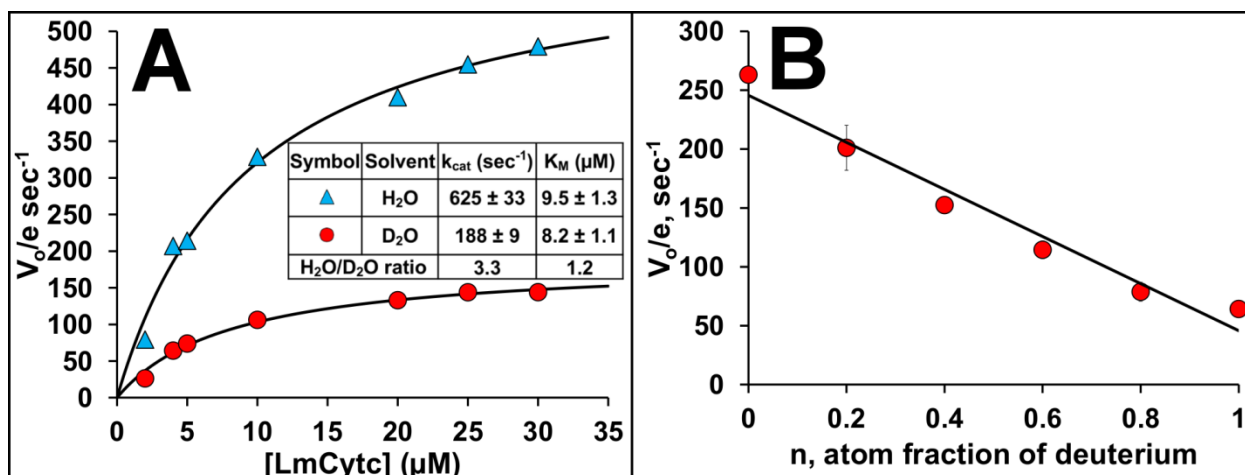 A
V₀/e sec⁻¹
500
450
400
350
300
250
200
150
100
50
0
Symbol Solvent k_cat (sec⁻¹) K_M (µM)
H₂O 625 ± 33 9.5 ± 1.3
D₂O 188 ± 9 8.2 ± 1.1
H₂O/D₂O ratio 3.3 1.2
0 5 10 15 20 25 30 35
[LmCytc] (µM)
B
V₀/e, sec⁻¹
300
250
200
150
100
50
0
0 0.2 0.4 0.6 0.8 1
n, atom fraction of deuterium